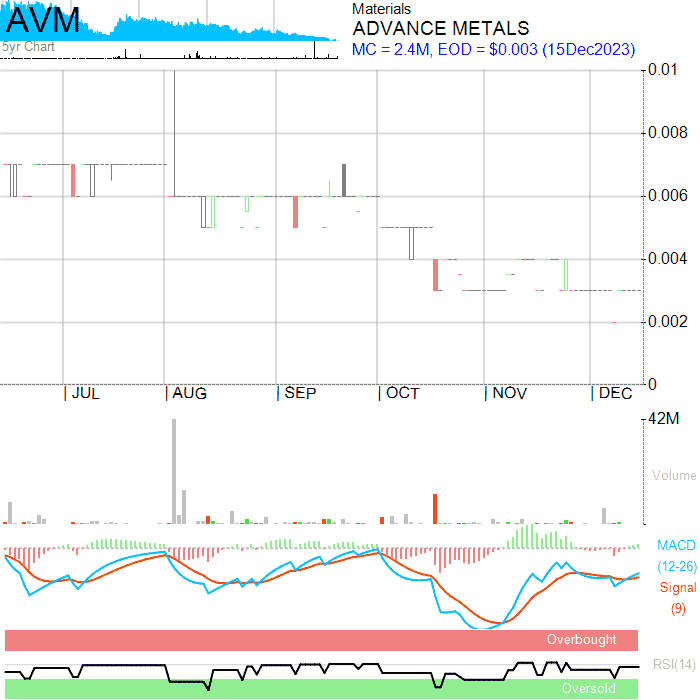 AVM
5yr Chart
Materials
ADVANCE METALS
MC = 2.4M, EOD = $0.003 (15Dec2023)
0.01
0.008
0.006
0.004
0.002
0
| JUL | AUG | SEP | OCT | NOV | DEC
42M
Volume
MACD
(12-26)
Signal
(9)
Overbought
RSI(14)
Oversold